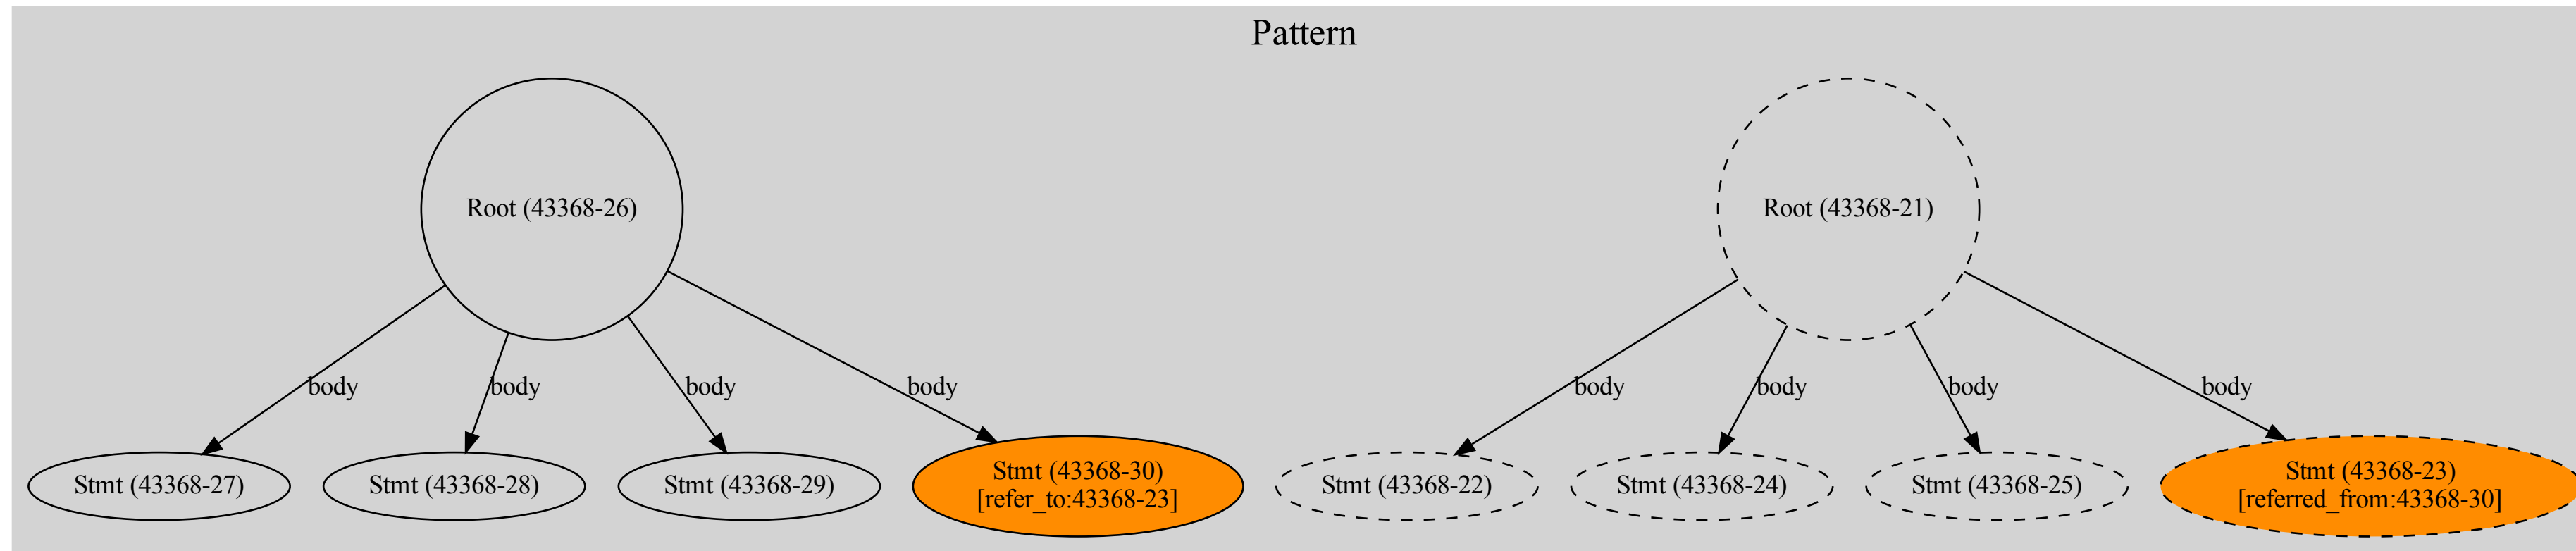 Pattern
Root (43368-26)
Root (43368-21)
body
body
body
body
body
body
body
body
Stmt (43368-27)
Stmt (43368-28)
Stmt (43368-29)
Stmt (43368-30)
[refer_to:43368-23]
Stmt (43368-22)
Stmt (43368-24)
Stmt (43368-25)
Stmt (43368-23)
[referred_from:43368-30]